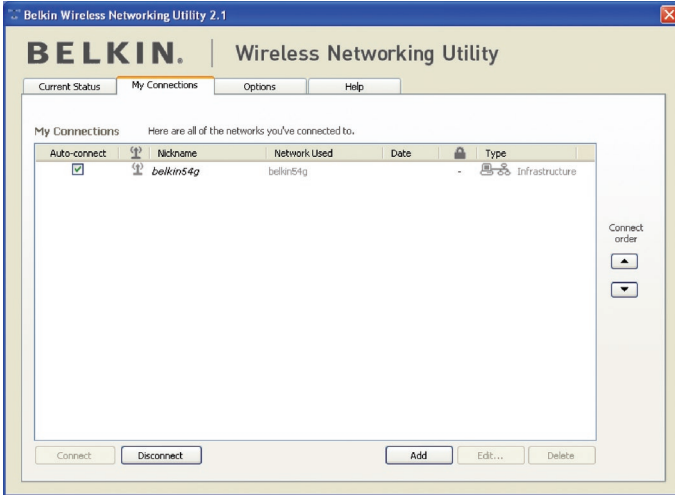 Belkin Wireless Networking Utility 2.1
BELKIN. | Wireless Networking Utility
Current Status My Connections Options Help
My Connections Here are all of the networks you've connected to.
Auto-connect Nickname Network Used Date Type
belkin54g belkin54g - Infrastructure
Connect
order
Connect Disconnect Add Edit... Delete